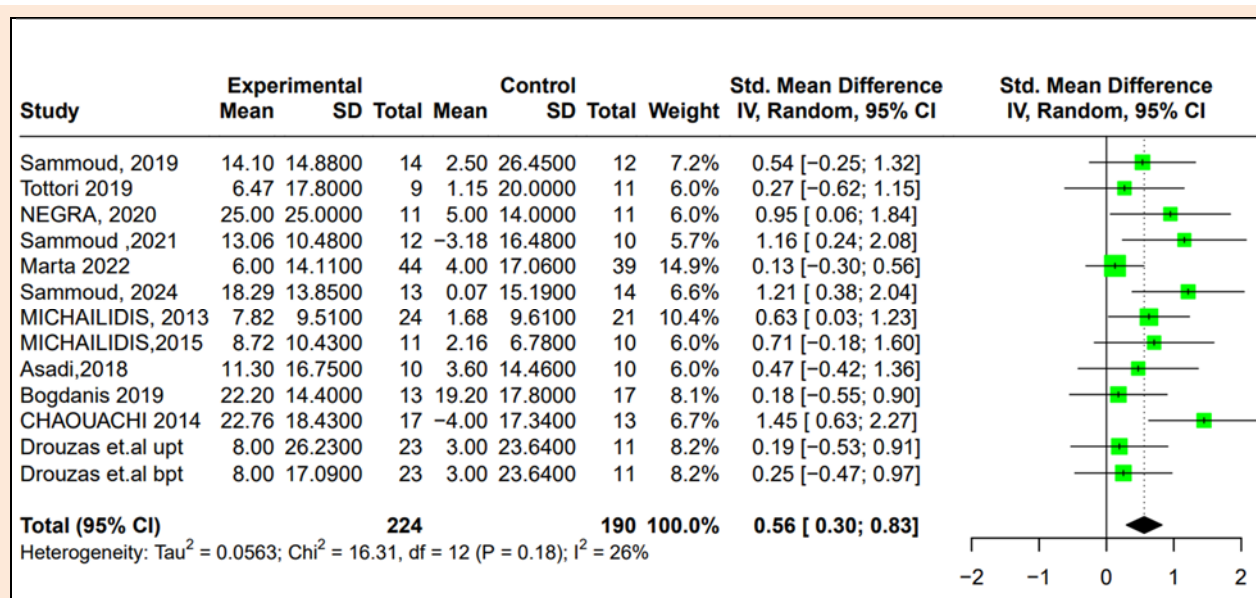 Experimental Control Std. Mean Difference Std. Mean Difference
Study Mean SD Total Mean SD Total Weight IV, Random, 95% CI IV, Random, 95% CI
Sammoud, 2019 14.10 14.8800 14 2.50 26.4500 12 7.2% 0.54 [−0.25; 1.32]
Tottori 2019 6.47 17.8000 9 1.15 20.0000 11 6.0% 0.27 [−0.62; 1.15]
NEGRA, 2020 25.00 25.0000 11 5.00 14.0000 11 6.0% 0.95 [ 0.06; 1.84]
Sammoud ,2021 13.06 10.4800 12 −3.18 16.4800 10 5.7% 1.16 [ 0.24; 2.08]
Marta 2022 6.00 14.1100 44 4.00 17.0600 39 14.9% 0.13 [−0.30; 0.56]
Sammoud, 2024 18.29 13.8500 13 0.07 15.1900 14 6.6% 1.21 [ 0.38; 2.04]
MICHAILIDIS, 2013 7.82 9.5100 24 1.68 9.6100 21 10.4% 0.63 [ 0.03; 1.23]
MICHAILIDIS,2015 8.72 10.4300 11 2.16 6.7800 10 6.0% 0.71 [−0.18; 1.60]
Asadi,2018 11.30 16.7500 10 3.60 14.4600 10 6.0% 0.47 [−0.42; 1.36]
Bogdanis 2019 22.20 14.4000 13 19.20 17.8000 17 8.1% 0.18 [−0.55; 0.90]
CHAOUACHI 2014 22.76 18.4300 17 −4.00 17.3400 13 6.7% 1.45 [ 0.63; 2.27]
Drouzas et.al upt 8.00 26.2300 23 3.00 23.6400 11 8.2% 0.19 [−0.53; 0.91]
Drouzas et.al bpt 8.00 17.0900 23 3.00 23.6400 11 8.2% 0.25 [−0.47; 0.97]
Total (95% CI) 224 190 100.0% 0.56 [ 0.30; 0.83]
Heterogeneity: Tau² = 0.0563; Chi² = 16.31, df = 12 (P = 0.18); I² = 26%
−2 −1 0 1 2